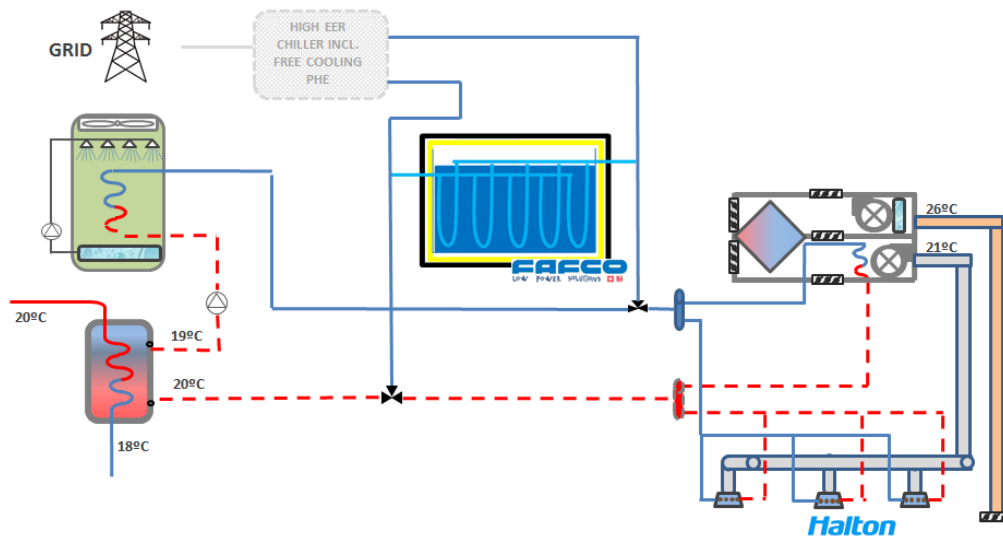 GRID
HIGH EER
CHILLER INCL.
FREE COOLING
PHE
FAFCO
LOW POWER SOLUTIONS
26ºC
21ºC
20ºC
19ºC
20ºC
18ºC
Halton